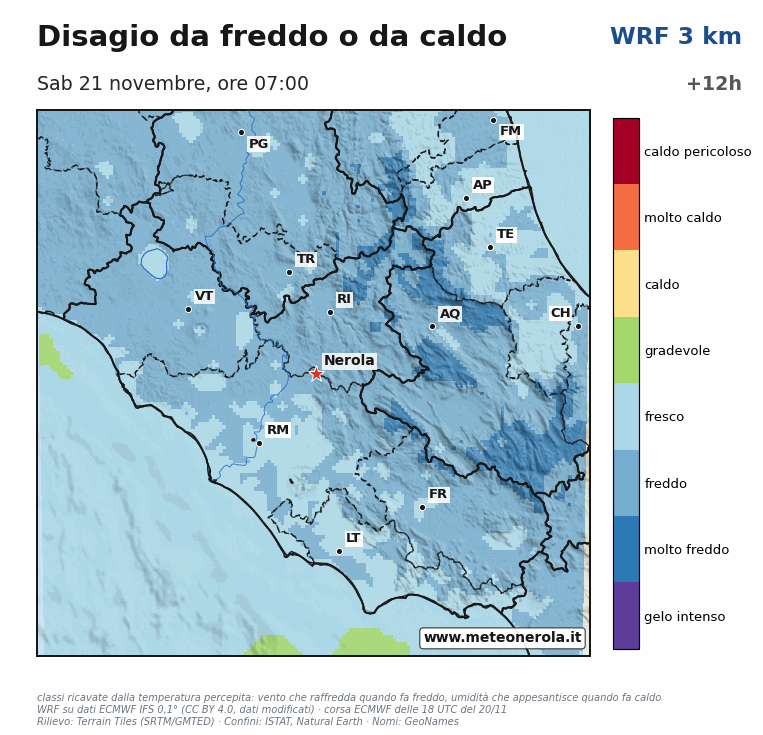 Disagio da freddo o da caldo
WRF 3 km
Sab 21 novembre, ore 07:00
+12h
FM
PG
AP
TE
TR
VT
RI
AQ
CH
Nerola
RM
FR
LT
www.meteonerola.it
caldo pericoloso
molto caldo
caldo
gradevole
fresco
freddo
molto freddo
gelo intenso
classi ricavate dalla temperatura percepita: vento che raffredda quando fa freddo, umidità che appesantisce quando fa caldo
WRF su dati ECMWF IFS 0,1° (CC BY 4.0, dati modificati) · corsa ECMWF delle 18 UTC del 20/11
Rilievo: Terrain Tiles (SRTM/GMTED) · Confini: ISTAT, Natural Earth · Nomi: GeoNames